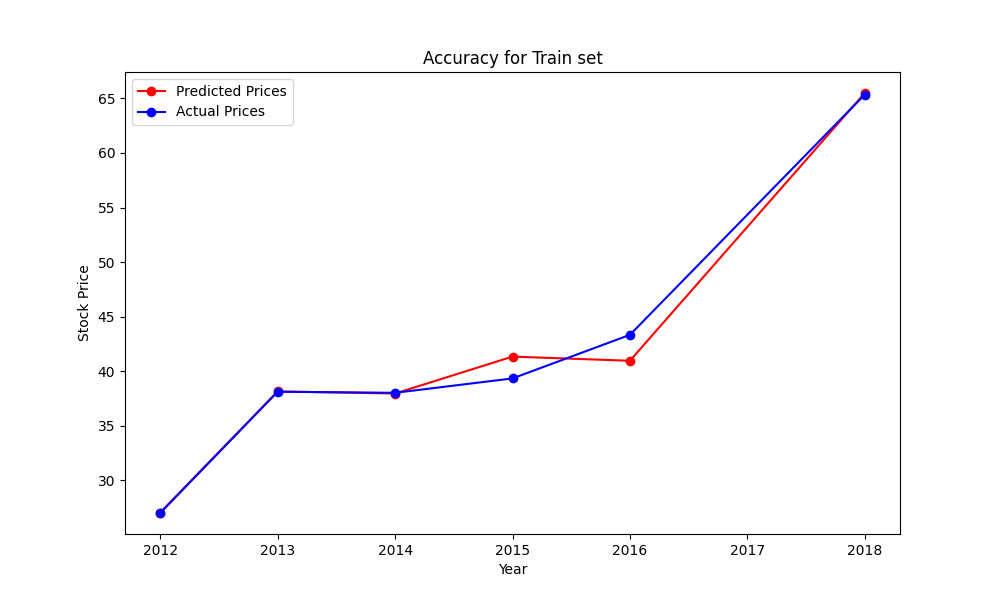 Accuracy for Train set
Predicted Prices
Actual Prices
65
60
55
50
45
40
35
30
Stock Price
2012 2013 2014 2015 2016 2017 2018
Year